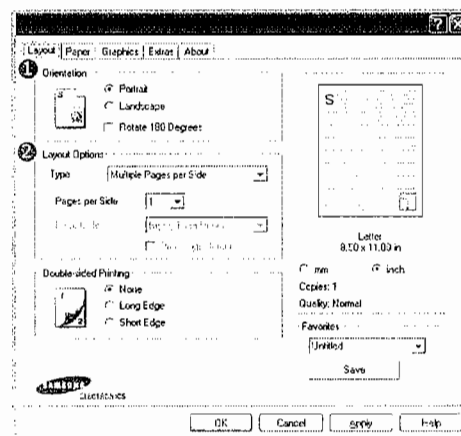 Layout Paper Graphics Extras About
1 Orientation
Portrait
Landscape
Rotate 180 Degrees
2 Layout Options
Type Multiple Pages per Side
Pages per Side 1
Double-sided Printing
None
Long Edge
Short Edge
S
Letter
8.50 x 11.00 in
mm inch
Copies: 1
Quality: Normal
Favorites
Untitled
Save
ELECTRONICS
OK Cancel Apply Help